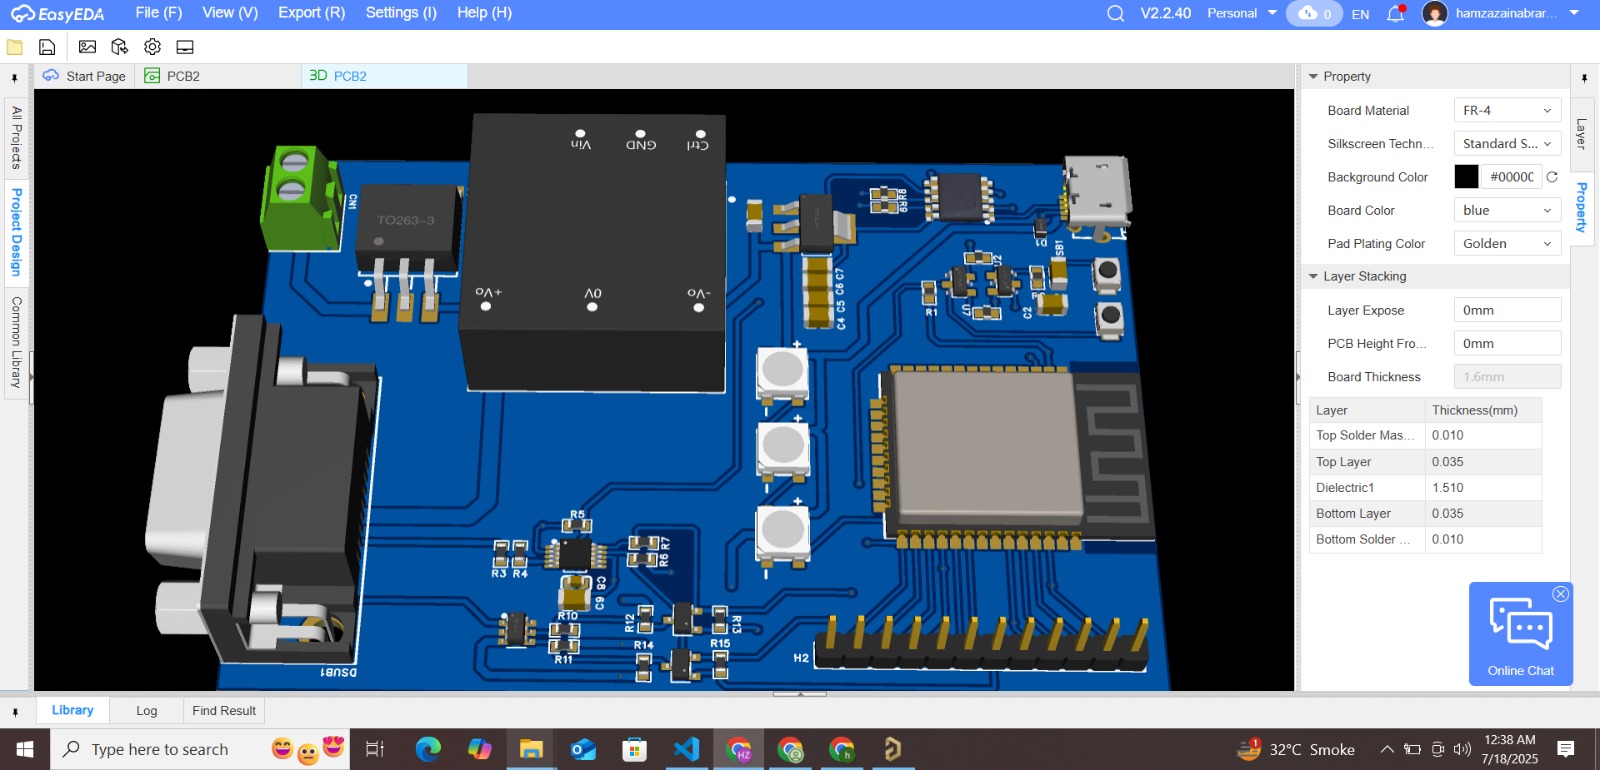 EasyEDA File (F) View (V) Export (R) Settings (I) Help (H) V2.2.40 Personal 0 EN hamzazainabrar...
Start Page PCB2 3D PCB2
All Projects
Project Design
Common Library
Vin GND Ctrl
+Vo 0V -Vo
CN1
TO263-3
R8
R9
C4 C5 C6 C7
D1
SB1
U2
R1
U7
C2
R5
R3 R4
R7
R6
C8
C9
R10
R11
R12
R13
R14
R15
H2
DSUB1
Property
Board Material FR-4
Silkscreen Techn... Standard S...
Background Color #0000C
Board Color blue
Pad Plating Color Golden
Layer Stacking
Layer Expose 0mm
PCB Height Fro... 0mm
Board Thickness 1.6mm
Layer Thickness(mm)
Top Solder Mas... 0.010
Top Layer 0.035
Dielectric1 1.510
Bottom Layer 0.035
Bottom Solder ... 0.010
Online Chat
Layer
Property
Library Log Find Result
Type here to search
HZ
h
1
32°C Smoke
12:38 AM
7/18/2025